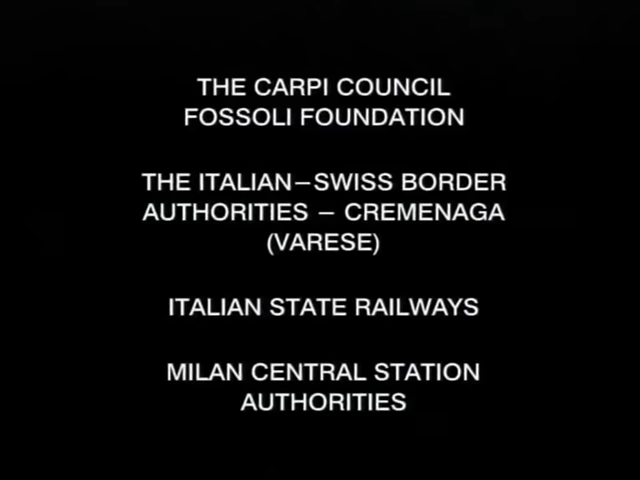 THE CARPI COUNCIL
FOSSOLI FOUNDATION
THE ITALIAN–SWISS BORDER
AUTHORITIES – CREMENAGA
(VARESE)
ITALIAN STATE RAILWAYS
MILAN CENTRAL STATION
AUTHORITIES